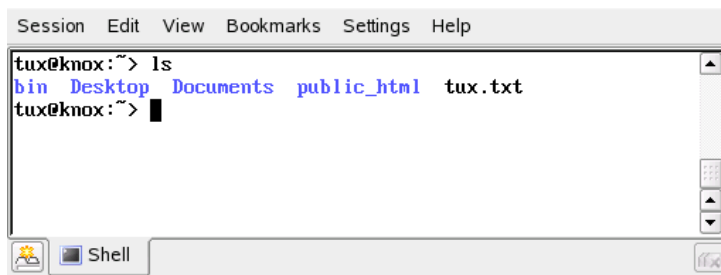 Session Edit View Bookmarks Settings Help
tux@knox:~> ls
bin Desktop Documents public_html tux.txt
tux@knox:~>
Shell